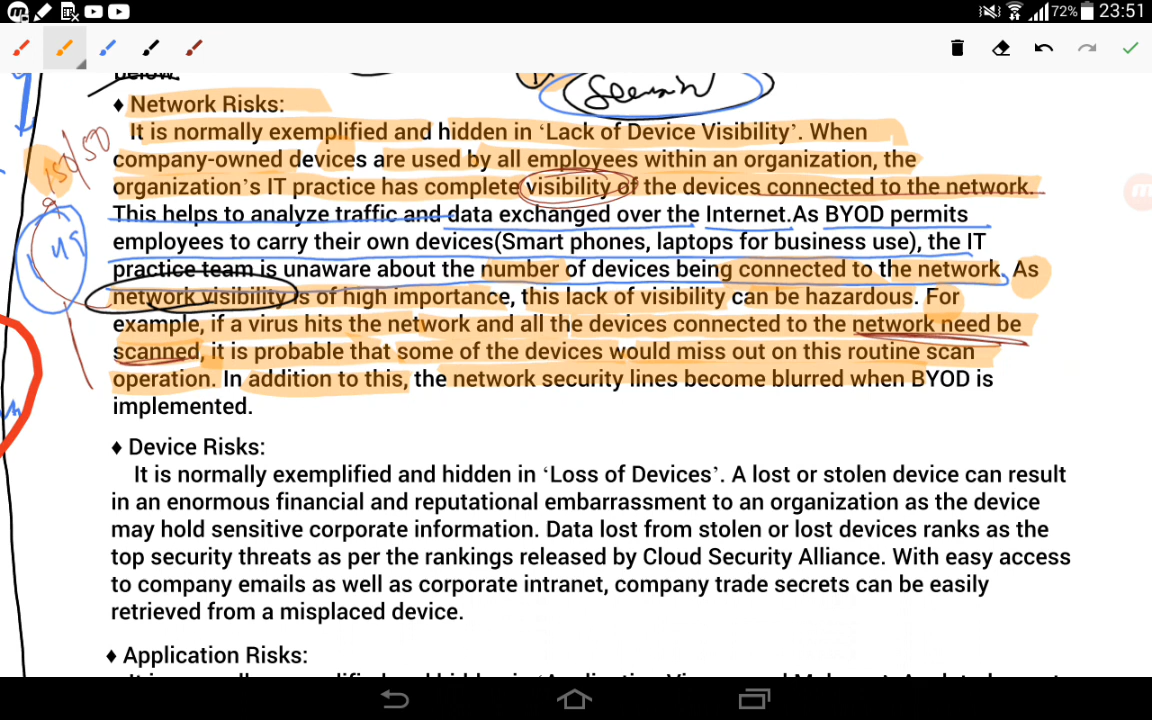 72% 23:51
below.
♦ Network Risks:
It is normally exemplified and hidden in ‘Lack of Device Visibility’. When
company-owned devices are used by all employees within an organization, the
organization’s IT practice has complete visibility of the devices connected to the network.
This helps to analyze traffic and data exchanged over the Internet.As BYOD permits
employees to carry their own devices(Smart phones, laptops for business use), the IT
practice team is unaware about the number of devices being connected to the network. As
network visibility is of high importance, this lack of visibility can be hazardous. For
example, if a virus hits the network and all the devices connected to the network need be
scanned, it is probable that some of the devices would miss out on this routine scan
operation. In addition to this, the network security lines become blurred when BYOD is
implemented.
150/50
49
♦ Device Risks:
It is normally exemplified and hidden in ‘Loss of Devices’. A lost or stolen device can result
in an enormous financial and reputational embarrassment to an organization as the device
may hold sensitive corporate information. Data lost from stolen or lost devices ranks as the
top security threats as per the rankings released by Cloud Security Alliance. With easy access
to company emails as well as corporate intranet, company trade secrets can be easily
retrieved from a misplaced device.
♦ Application Risks: